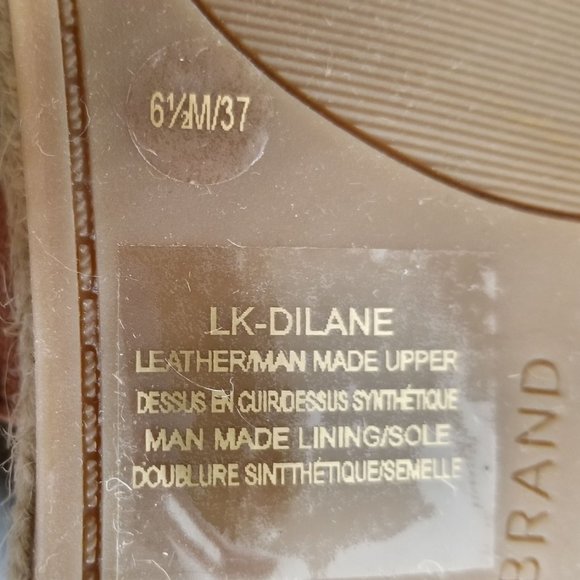 6½M/37
LK-DILANE
LEATHER/MAN MADE UPPER
DESSUS EN CUIR/DESSUS SYNTHÉTIQUE
MAN MADE LINING/SOLE
DOUBLURE SINTTHÉTIQUE/SEMELLE
BRAND